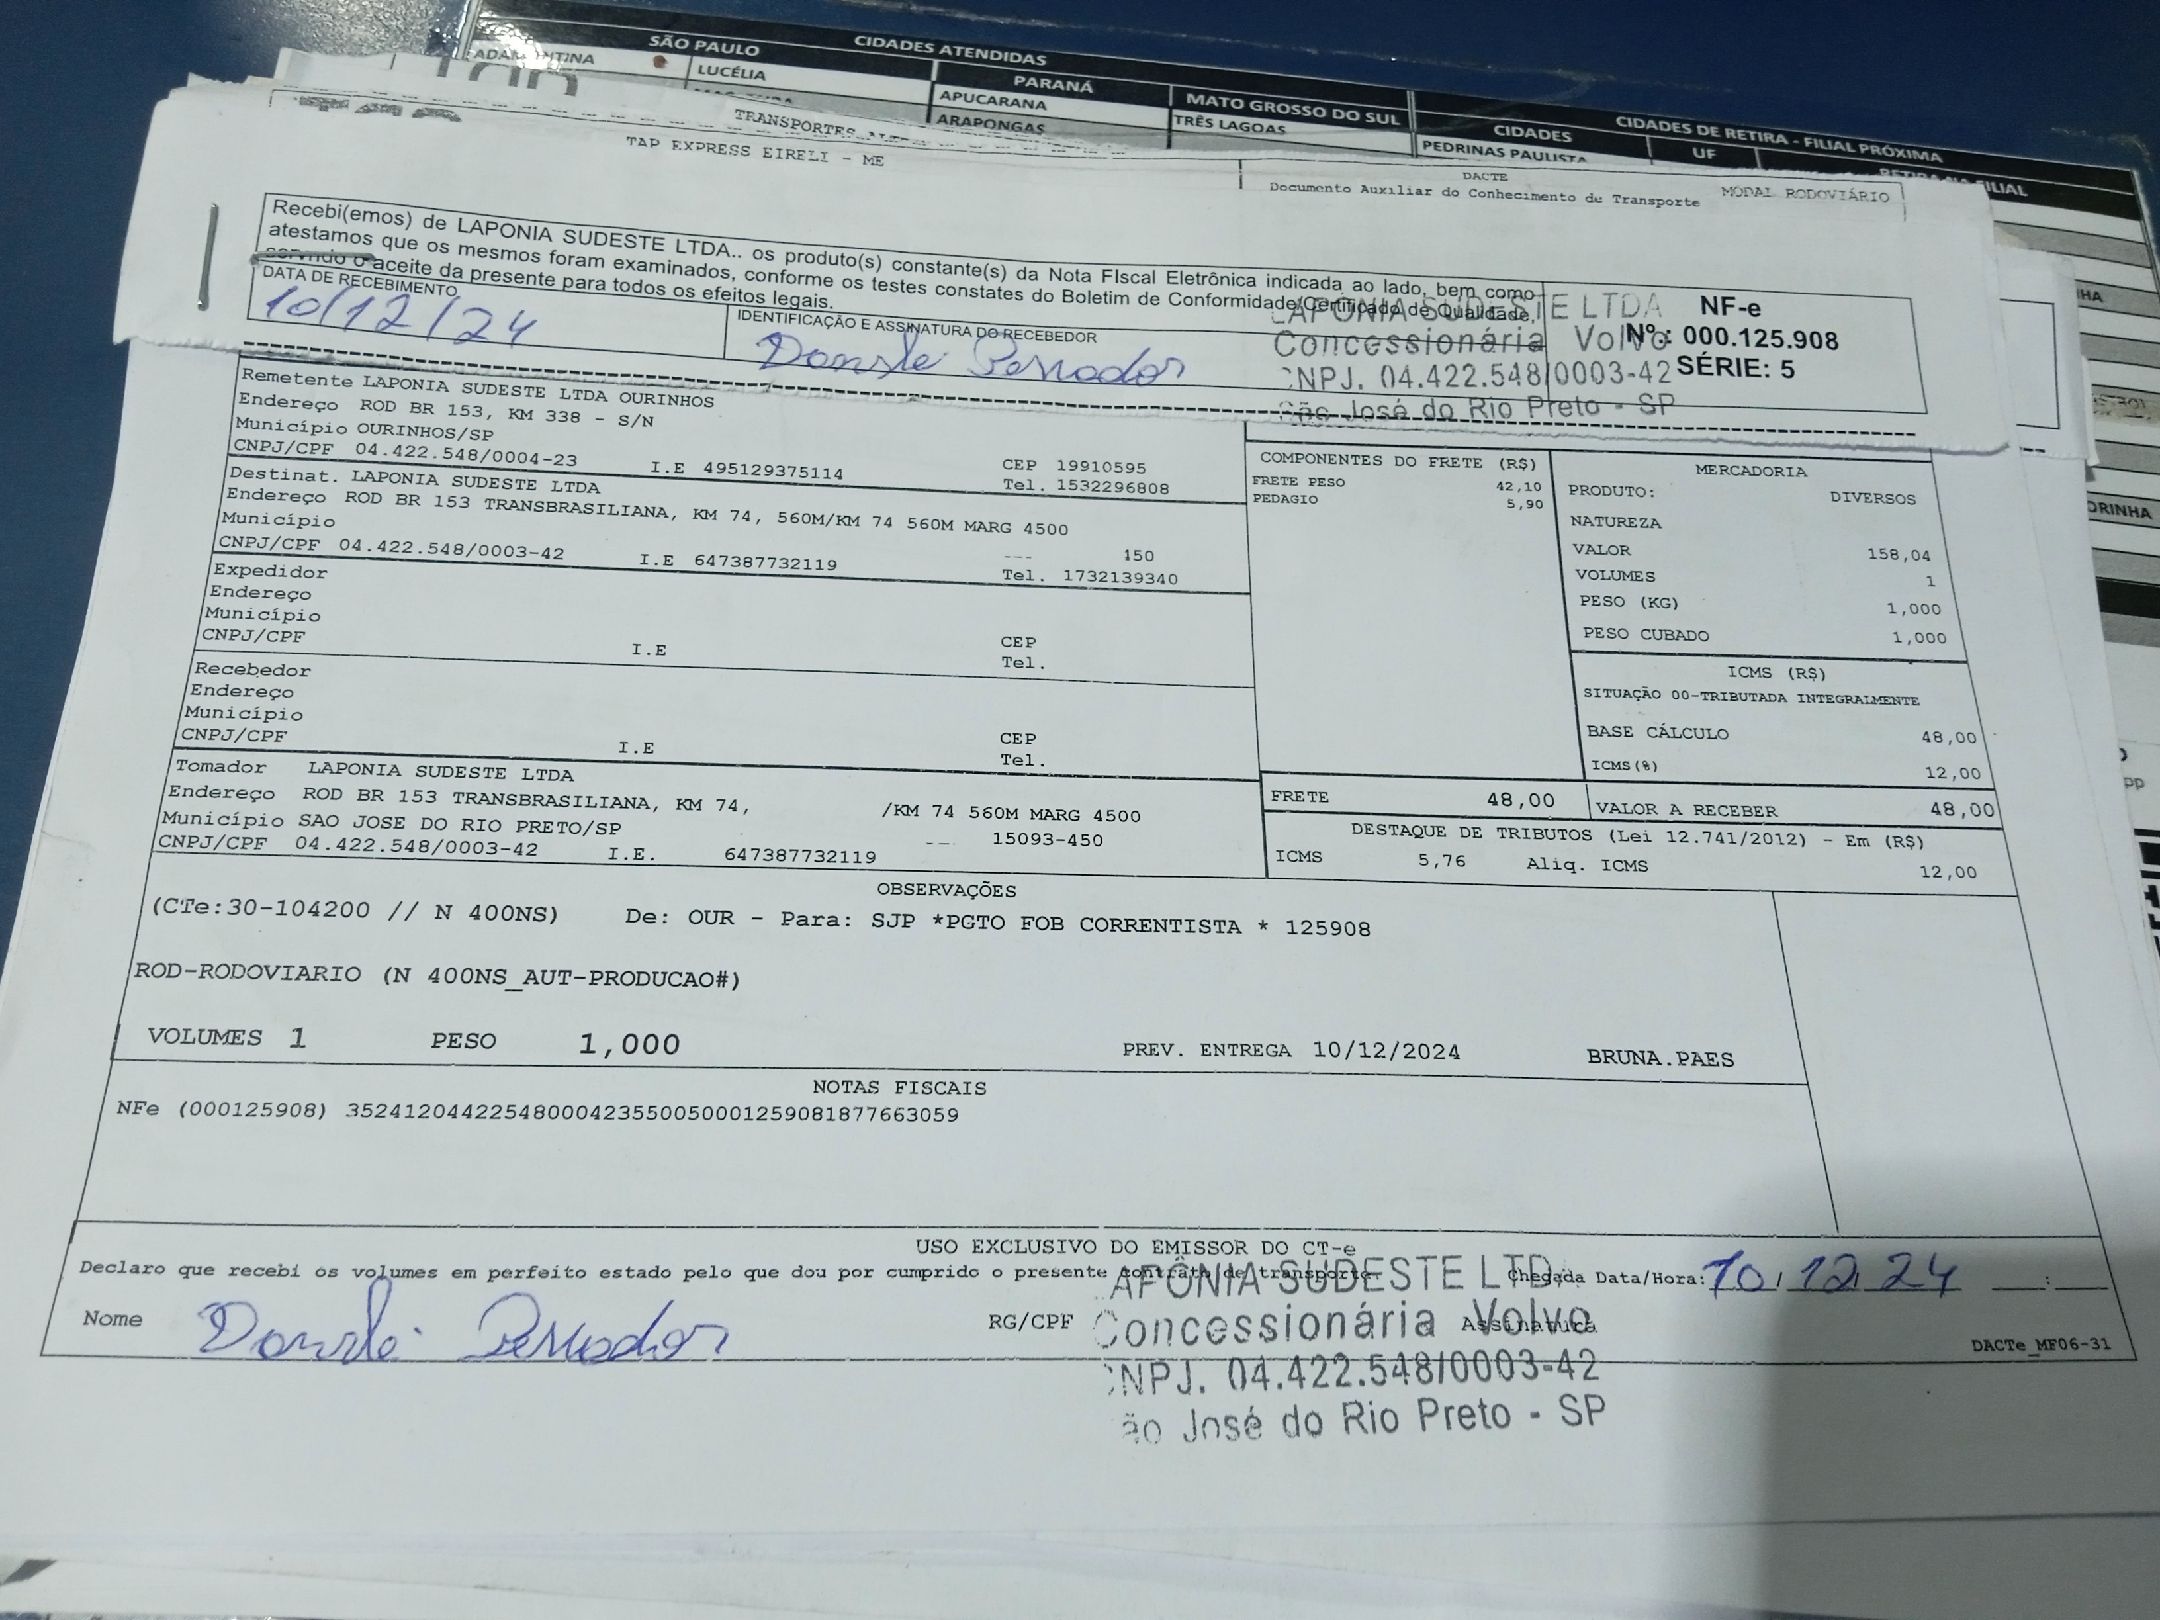 SÃO PAULO
CIDADES ATENDIDAS
LUCÉLIA
PARANÁ
APUCARANA
ARAPONGAS
MATO GROSSO DO SUL
TRÊS LAGOAS
CIDADES DE RETIRA - FILIAL PRÓXIMA
CIDADES
UF
PEDRINAS PAULISTA
TRANSPORTES
TAP EXPRESS EIRELI - ME
DACTE
Documento Auxiliar do Conhecimento de Transporte
MODAL RODOVIÁRIO
Recebi(emos) de LAPONIA SUDESTE LTDA.. os produto(s) constante(s) da Nota FIscal Eletrônica indicada ao lado, bem como
atestamos que os mesmos foram examinados, conforme os testes constates do Boletim de Conformidade/Certificado de Qualidade,
servindo o aceite da presente para todos os efeitos legais.
DATA DE RECEBIMENTO
10/12/24
IDENTIFICAÇÃO E ASSINATURA DO RECEBEDOR
NF-e
Nº: 000.125.908
SÉRIE: 5
LAPÔNIA SUDESTE LTDA
Concessionária Volvo
CNPJ. 04.422.548/0003-42
São José do Rio Preto - SP
Remetente LAPONIA SUDESTE LTDA OURINHOS
Endereço ROD BR 153, KM 338 - S/N
Município OURINHOS/SP
CNPJ/CPF 04.422.548/0004-23 I.E 495129375114
CEP 19910595
Tel. 1532296808
Destinat. LAPONIA SUDESTE LTDA
Endereço ROD BR 153 TRANSBRASILIANA, KM 74, 560M/KM 74 560M MARG 4500
Município
CNPJ/CPF 04.422.548/0003-42 I.E 647387732119
--- 150
Tel. 1732139340
Expedidor
Endereço
Município
CNPJ/CPF I.E
CEP
Tel.
Recebedor
Endereço
Município
CNPJ/CPF I.E
CEP
Tel.
Tomador LAPONIA SUDESTE LTDA
Endereço ROD BR 153 TRANSBRASILIANA, KM 74, /KM 74 560M MARG 4500
Município SAO JOSE DO RIO PRETO/SP 15093-450
CNPJ/CPF 04.422.548/0003-42 I.E. 647387732119
COMPONENTES DO FRETE (R$)
FRETE PESO 42,10
PEDAGIO 5,90
MERCADORIA
PRODUTO: DIVERSOS
NATUREZA
VALOR 158,04
VOLUMES 1
PESO (KG) 1,000
PESO CUBADO 1,000
ICMS (R$)
SITUAÇÃO 00-TRIBUTADA INTEGRALMENTE
BASE CÁLCULO 48,00
ICMS(%) 12,00
FRETE 48,00 VALOR A RECEBER 48,00
DESTAQUE DE TRIBUTOS (Lei 12.741/2012) - Em (R$)
ICMS 5,76 Aliq. ICMS 12,00
OBSERVAÇÕES
(CTe:30-104200 // N 400NS) De: OUR - Para: SJP *PGTO FOB CORRENTISTA * 125908
ROD-RODOVIARIO (N 400NS_AUT-PRODUCAO#)
VOLUMES 1 PESO 1,000 PREV. ENTREGA 10/12/2024 BRUNA.PAES
NOTAS FISCAIS
NFe (000125908) 35241204422548000423550050001259081877663059
USO EXCLUSIVO DO EMISSOR DO CT-e
Declaro que recebi os volumes em perfeito estado pelo que dou por cumprido o presente contrato de transporte.
Chegada Data/Hora: 10/12/24 :
Nome
RG/CPF
Assinatura
APÔNIA SUDESTE LTD
Concessionária Volvo
CNPJ. 04.422.548/0003-42
ão José do Rio Preto - SP
DACTe_MF06-31